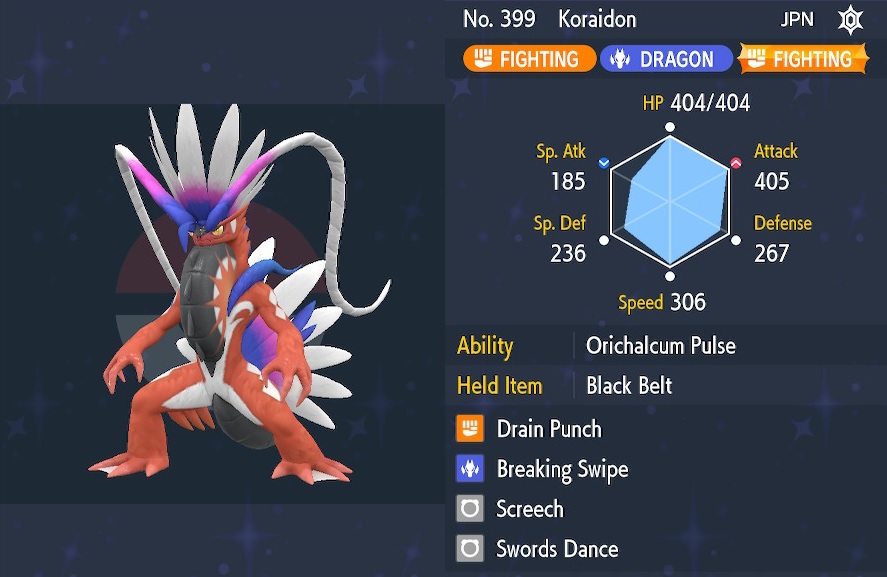 No. 399 Koraidon JPN
FIGHTING DRAGON FIGHTING
HP 404/404
Sp. Atk
185
Attack
405
Sp. Def
236
Defense
267
Speed 306
Ability Orichalcum Pulse
Held Item Black Belt
Drain Punch
Breaking Swipe
Screech
Swords Dance